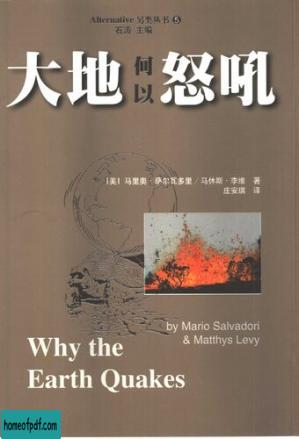 Alternative 另类丛书 5
石涛 主编
大地何以怒吼
[美] 马里奥·萨尔瓦多里/马休斯·李维 著
庄安琪 译
by Mario Salvadori
& Matthys Levy
Why the
Earth Quakes
homeofpdf.com